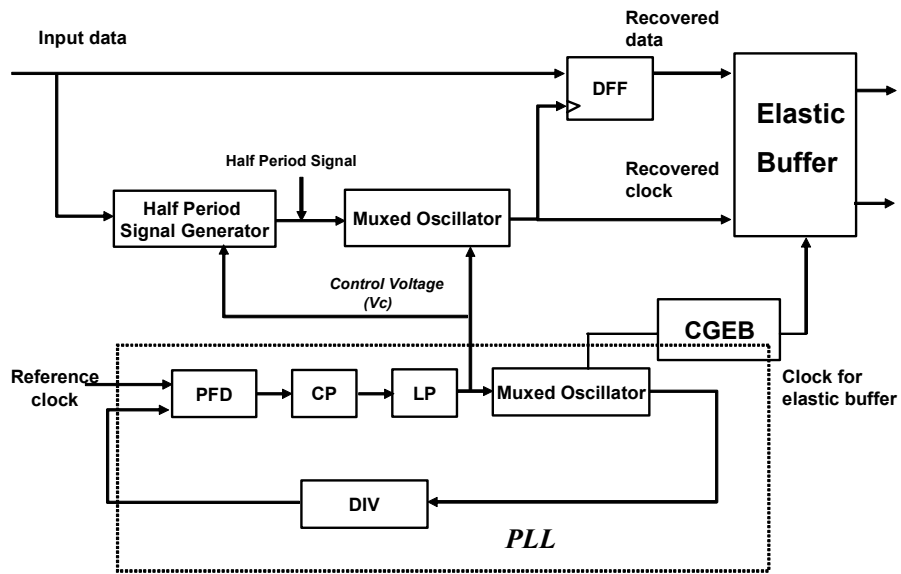 Input data
Recovered
data
DFF
Elastic
Buffer
Half Period Signal
Recovered
clock
Half Period
Signal Generator
Muxed Oscillator
Control Voltage
(Vc)
CGEB
Reference
clock
PFD
CP
LP
Muxed Oscillator
Clock for
elastic buffer
DIV
PLL